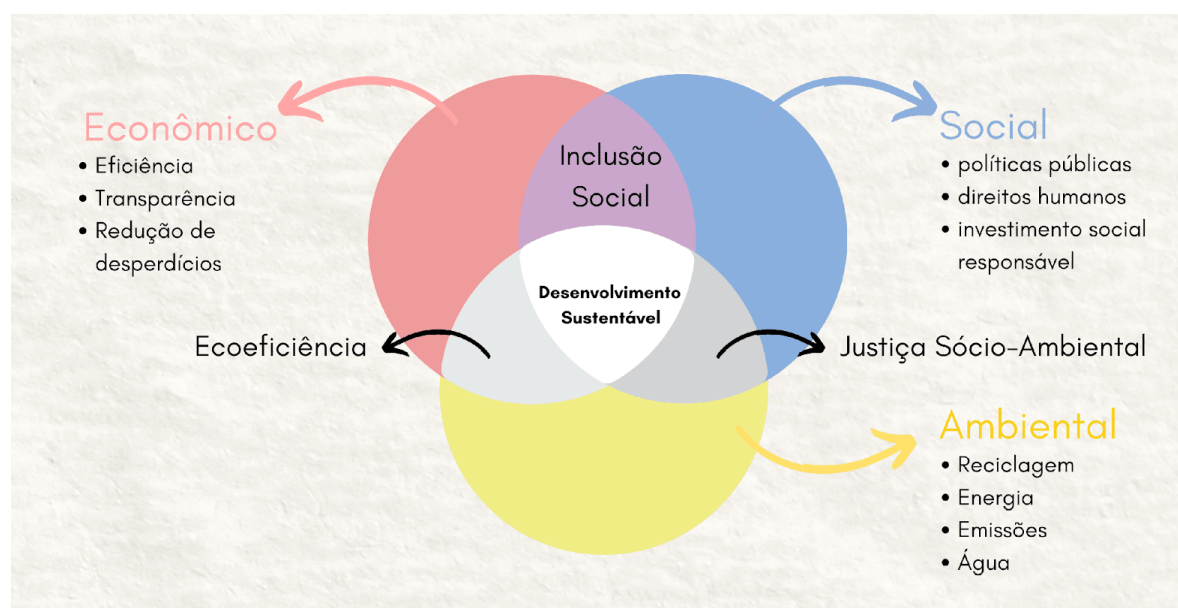 Econômico
• Eficiência
• Transparência
• Redução de
desperdícios
Inclusão
Social
Social
• políticas públicas
• direitos humanos
• investimento social
responsável
Desenvolvimento
Sustentável
Ecoeficiência
Justiça Sócio-Ambiental
Ambiental
• Reciclagem
• Energia
• Emissões
• Água